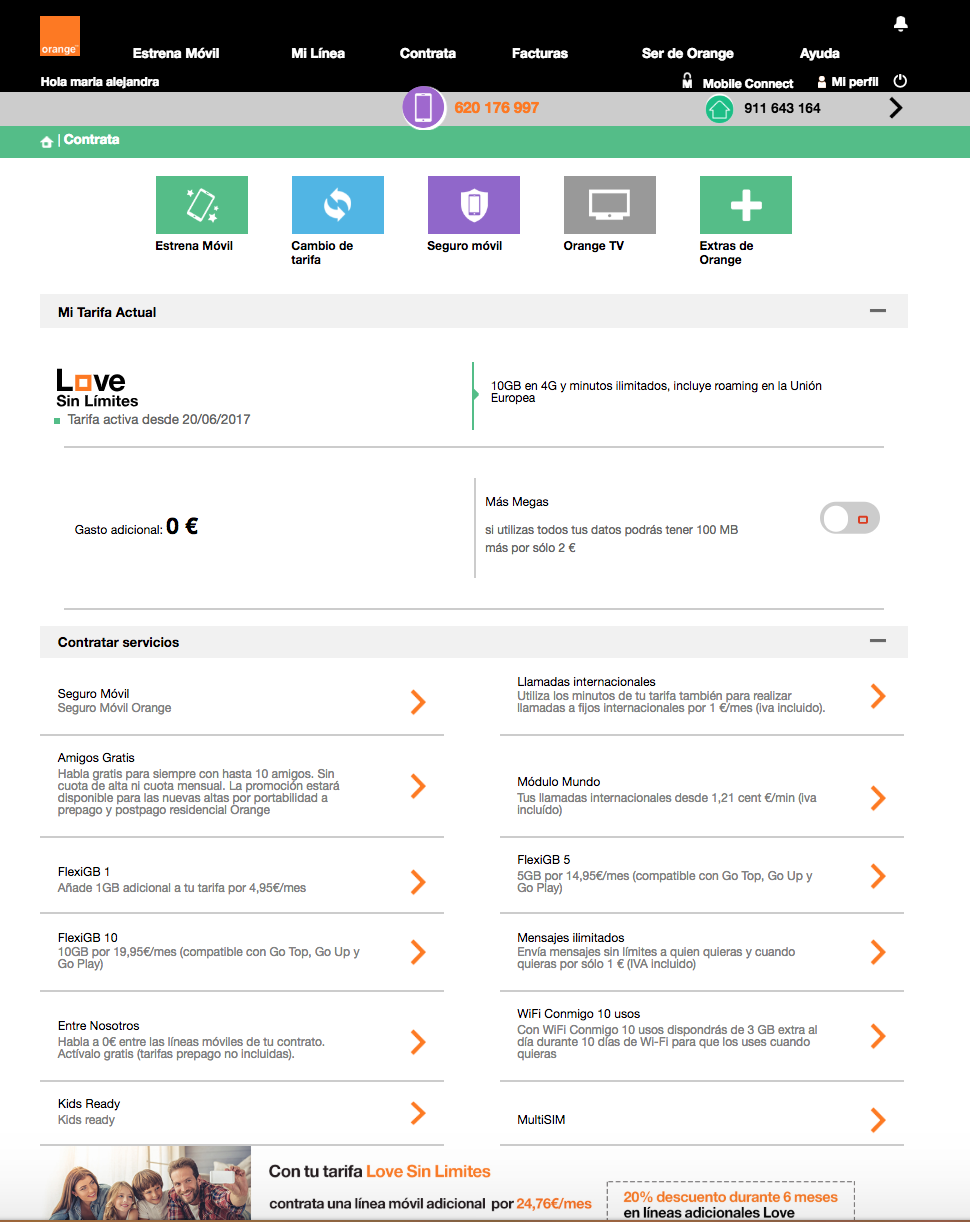 orange™
Estrena Móvil
Mi Línea
Contrata
Facturas
Ser de Orange
Ayuda
Hola maria alejandra
Mobile Connect
Mi perfil
620 176 997
911 643 164
| Contrata
Estrena Móvil
Cambio de
tarifa
Seguro móvil
Orange TV
Extras de
Orange
Mi Tarifa Actual
Love
Sin Límites
Tarifa activa desde 20/06/2017
10GB en 4G y minutos ilimitados, incluye roaming en la Unión
Europea
Gasto adicional: 0 €
Más Megas
si utilizas todos tus datos podrás tener 100 MB
más por sólo 2 €
Contratar servicios
Seguro Móvil
Seguro Móvil Orange
Llamadas internacionales
Utiliza los minutos de tu tarifa también para realizar
llamadas a fijos internacionales por 1 €/mes (iva incluido).
Amigos Gratis
Habla gratis para siempre con hasta 10 amigos. Sin
cuota de alta ni cuota mensual. La promoción estará
disponible para las nuevas altas por portabilidad a
prepago y postpago residencial Orange
Módulo Mundo
Tus llamadas internacionales desde 1,21 cent €/min (iva
incluído)
FlexiGB 1
Añade 1GB adicional a tu tarifa por 4,95€/mes
FlexiGB 5
5GB por 14,95€/mes (compatible con Go Top, Go Up y
Go Play)
FlexiGB 10
10GB por 19,95€/mes (compatible con Go Top, Go Up y
Go Play)
Mensajes ilimitados
Envía mensajes sin límites a quien quieras y cuando
quieras por sólo 1 € (IVA incluido)
Entre Nosotros
Habla a 0€ entre las líneas móviles de tu contrato.
Actívalo gratis (tarifas prepago no incluidas).
WiFi Conmigo 10 usos
Con WiFi Conmigo 10 usos dispondrás de 3 GB extra al
día durante 10 días de Wi-Fi para que los uses cuando
quieras
Kids Ready
Kids ready
MultiSIM
Con tu tarifa Love Sin Limites
contrata una línea móvil adicional por 24,76€/mes
20% descuento durante 6 meses
en líneas adicionales Love